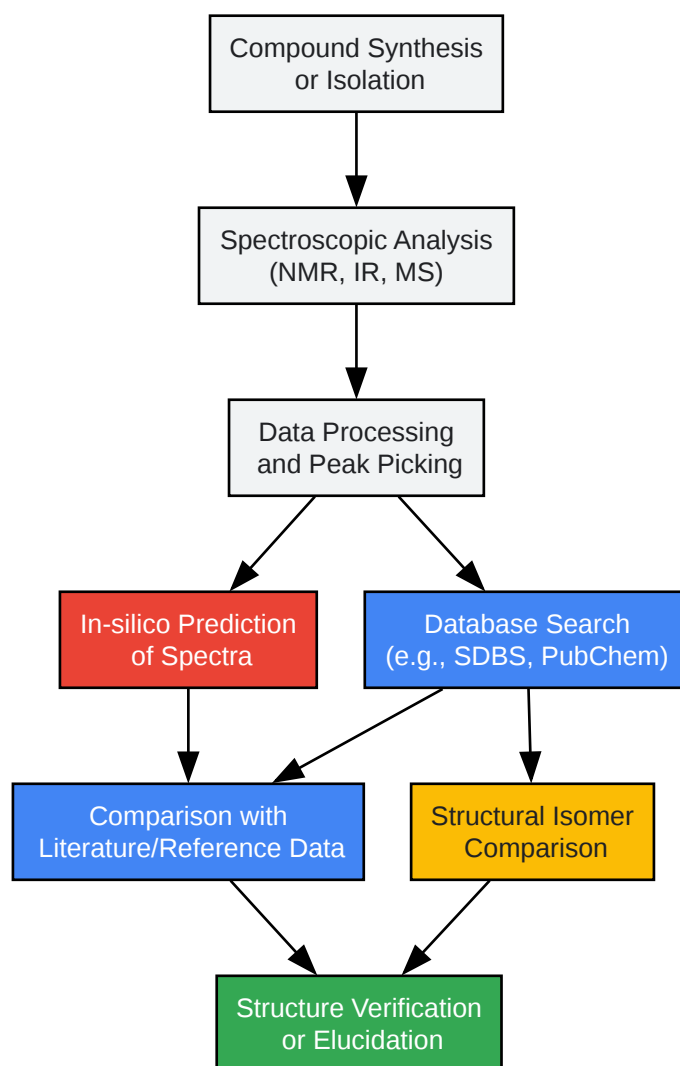 Compound Synthesis
or Isolation
Spectroscopic Analysis
(NMR, IR, MS)
Data Processing
and Peak Picking
In-silico Prediction
of Spectra
Database Search
(e.g., SDBS, PubChem)
Comparison with
Literature/Reference Data
Structural Isomer
Comparison
Structure Verification
or Elucidation